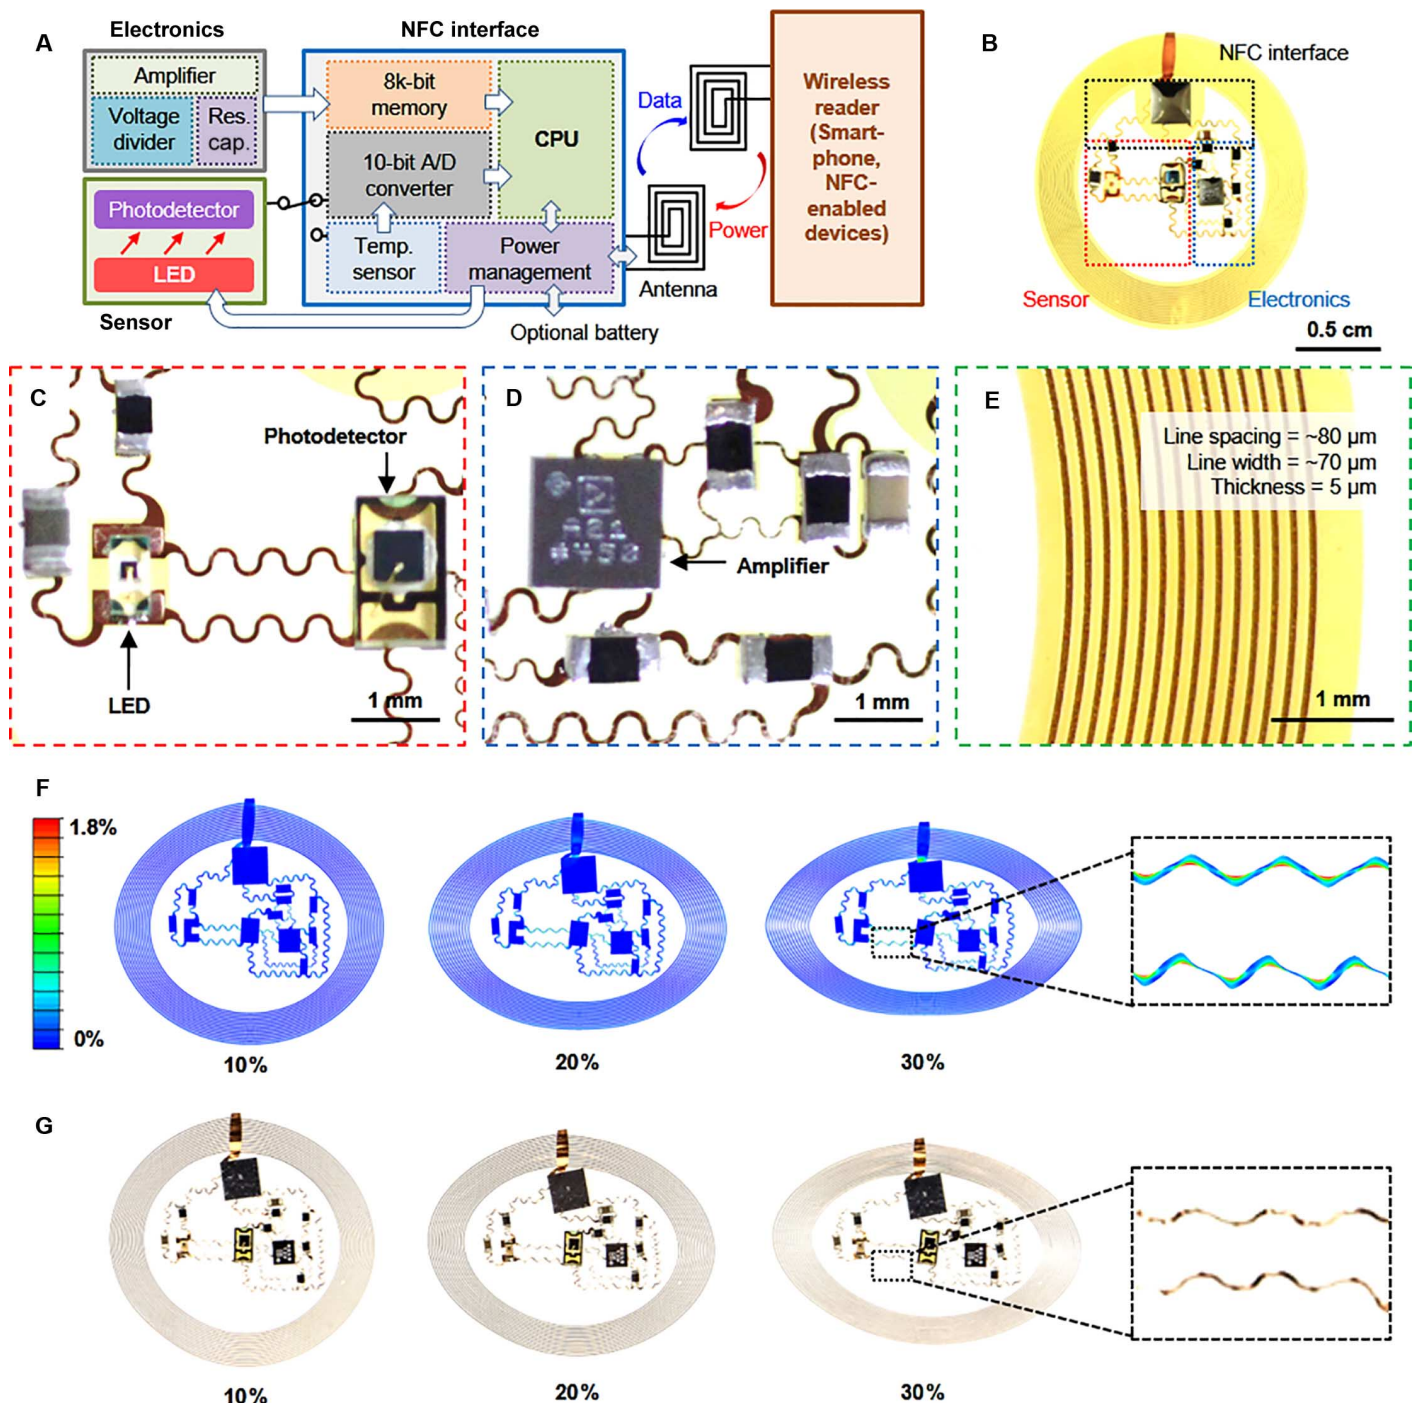 A
Electronics
NFC interface
Amplifier
Voltage
divider
Res.
cap.
8k-bit
memory
10-bit A/D
converter
CPU
Temp.
sensor
Power
management
Photodetector
LED
Sensor
Optional battery
Data
Power
Antenna
Wireless
reader
(Smart-
phone,
NFC-
enabled
devices)
B
NFC interface
Sensor
Electronics
0.5 cm
C
Photodetector
LED
1 mm
D
Amplifier
1 mm
E
Line spacing = ~80 μm
Line width = ~70 μm
Thickness = 5 μm
1 mm
F
1.8%
0%
10%
20%
30%
G
10%
20%
30%